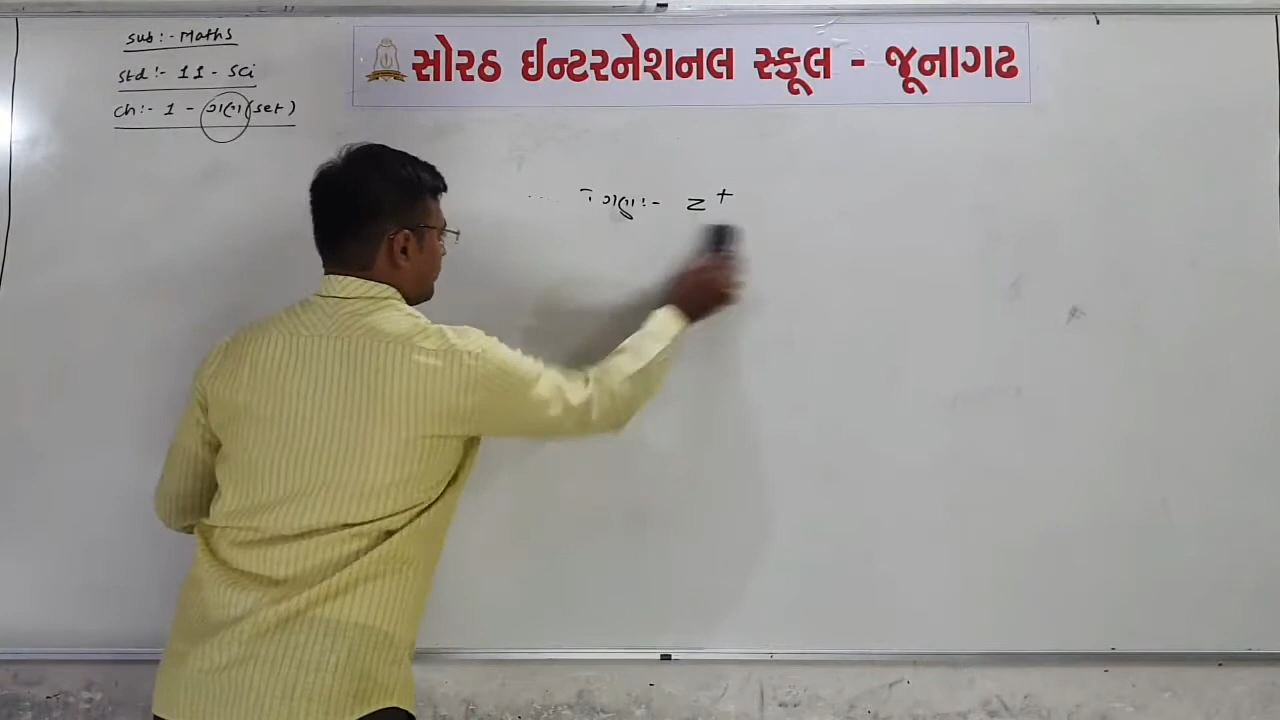 સોરઠ ઈન્ટરનેશનલ સ્કૂલ - જૂનાગઢ
Sub:- Maths
Std:- 11 - Sci
Ch:- 1 - ગણો (Set)
ગણ:- Z⁺